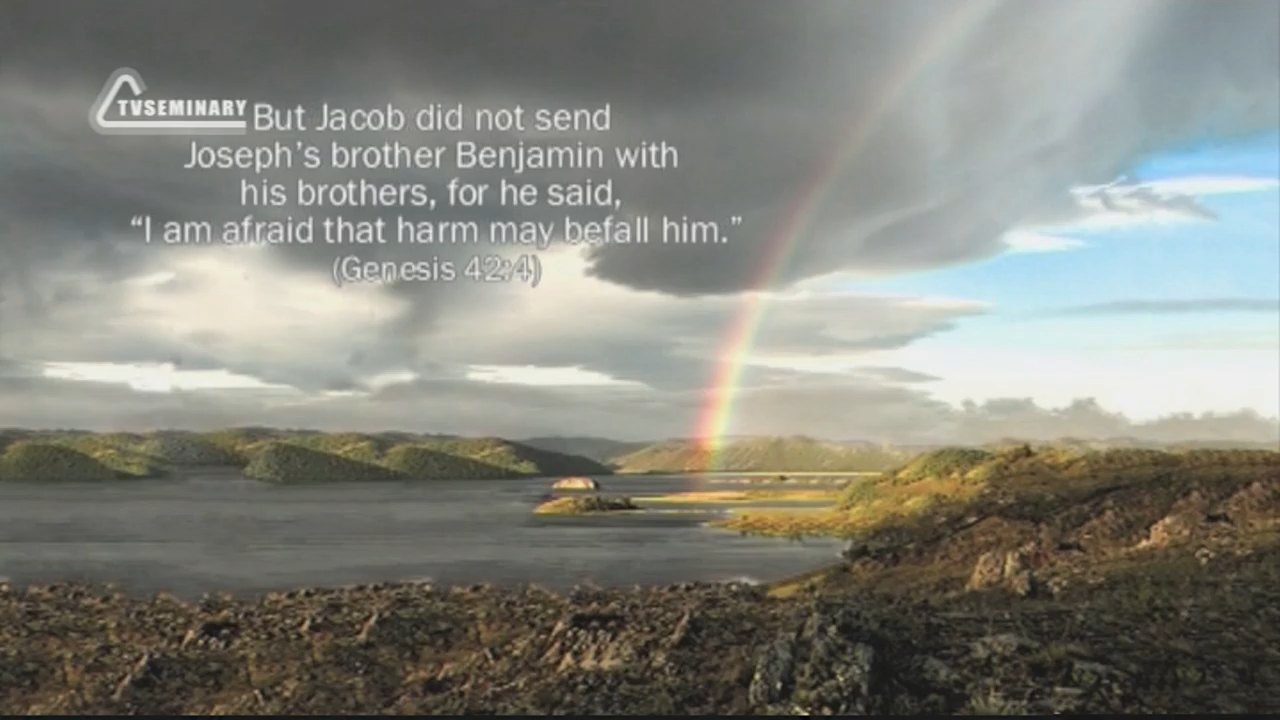 TVSEMINARY
But Jacob did not send
Joseph’s brother Benjamin with
his brothers, for he said,
“I am afraid that harm may befall him.”
(Genesis 42:4)